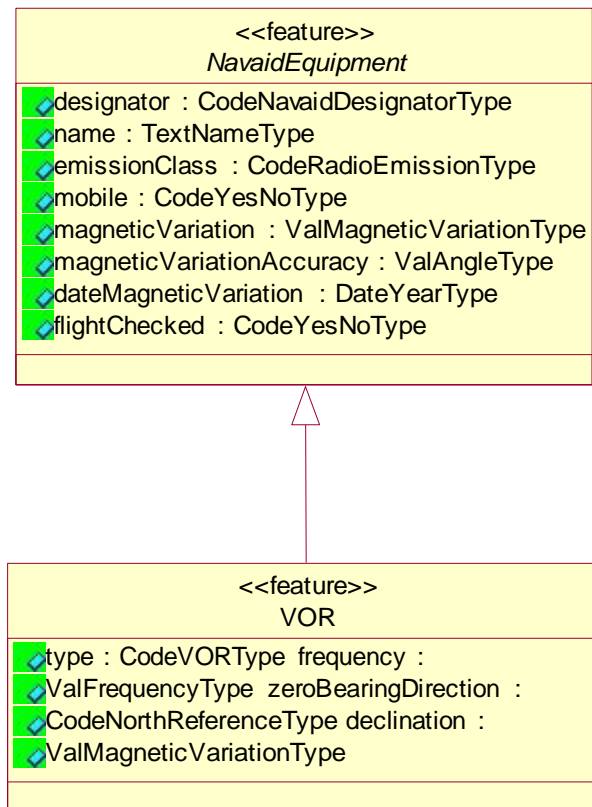 <<feature>>
NavaidEquipment
designator : CodeNavaidDesignatorType
name : TextNameType
emissionClass : CodeRadioEmissionType
mobile : CodeYesNoType
magneticVariation : ValMagneticVariationType
magneticVariationAccuracy : ValAngleType
dateMagneticVariation : DateYearType
flightChecked : CodeYesNoType
<<feature>>
VOR
type : CodeVORType frequency :
ValFrequencyType zeroBearingDirection :
CodeNorthReferenceType declination :
ValMagneticVariationType